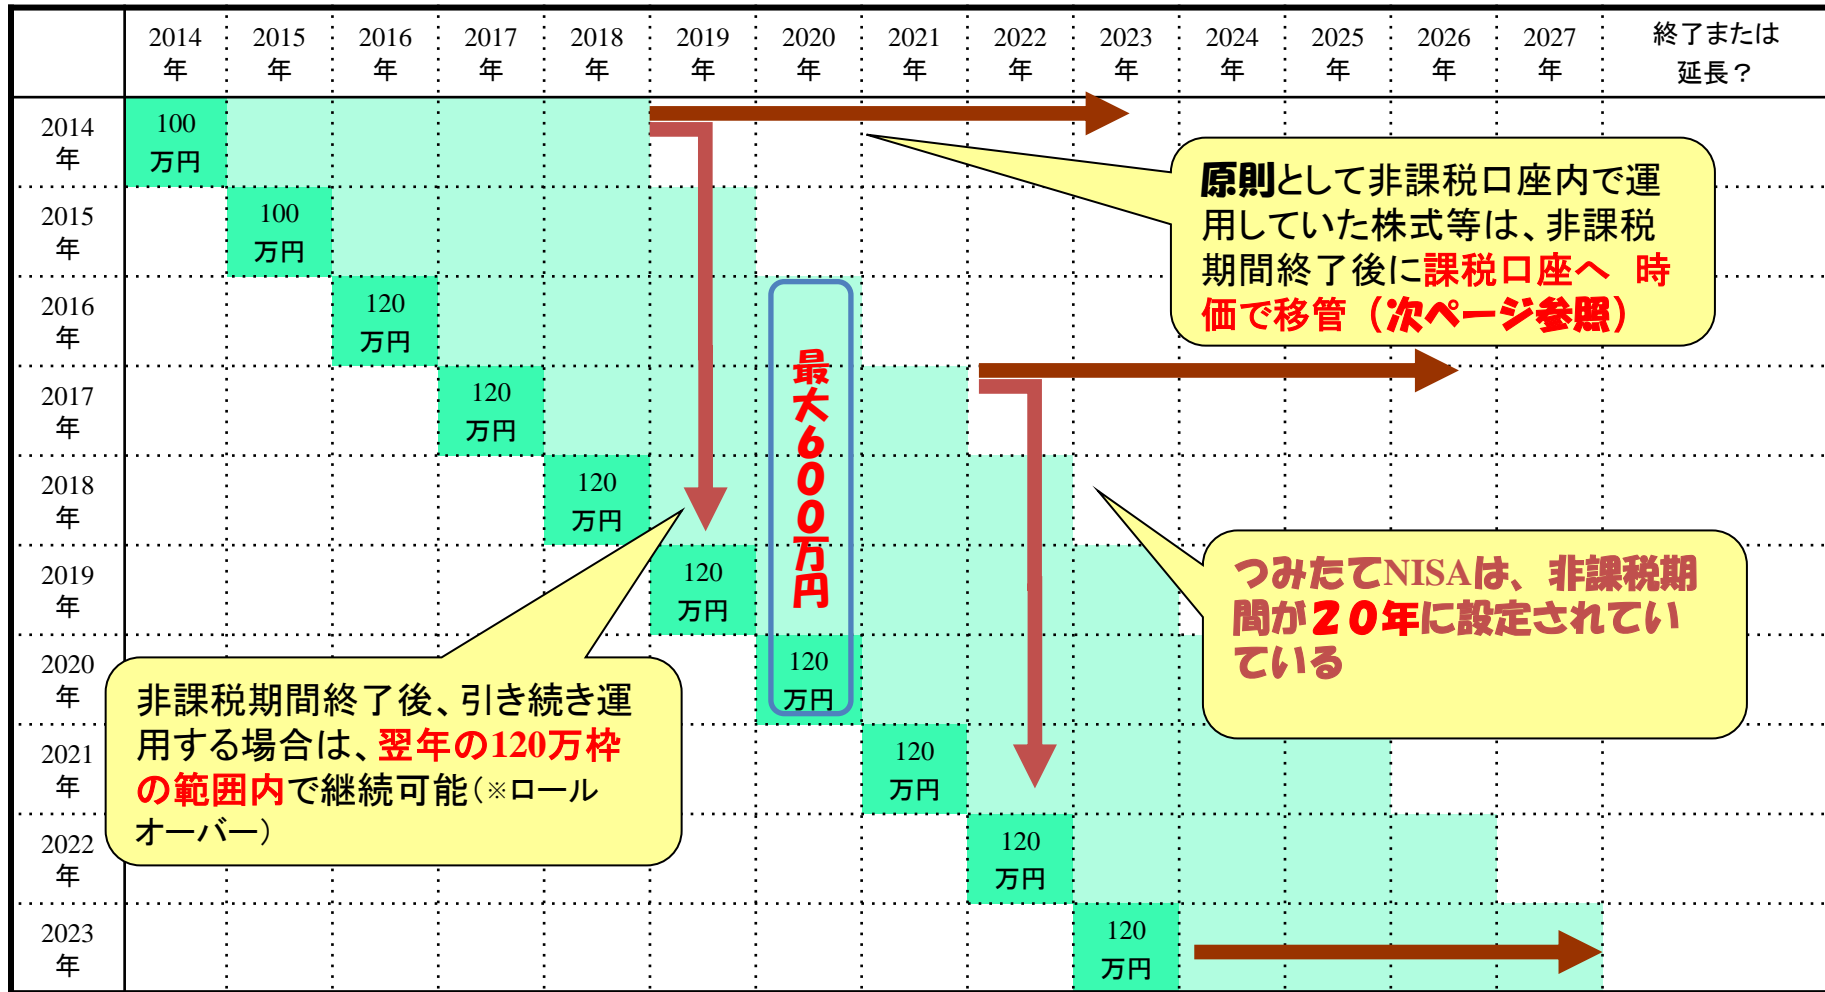 2014
年
2015
年
2016
年
2017
年
2018
年
2019
年
2020
年
2021
年
2022
年
2023
年
2024
年
2025
年
2026
年
2027
年
終了または
延長？
2014
年
100
万円
2015
年
100
万円
2016
年
120
万円
2017
年
120
万円
2018
年
120
万円
2019
年
120
万円
2020
年
120
万円
2021
年
120
万円
2022
年
120
万円
2023
年
120
万円
最大６００万円
原則として非課税口座内で運
用していた株式等は、非課税
期間終了後に課税口座へ　時
価で移管（次ページ参照）
つみたてNISAは、非課税期
間が２０年に設定されてい
ている
非課税期間終了後、引き続き運
用する場合は、翌年の120万枠
の範囲内で継続可能（※ロール
オーバー）